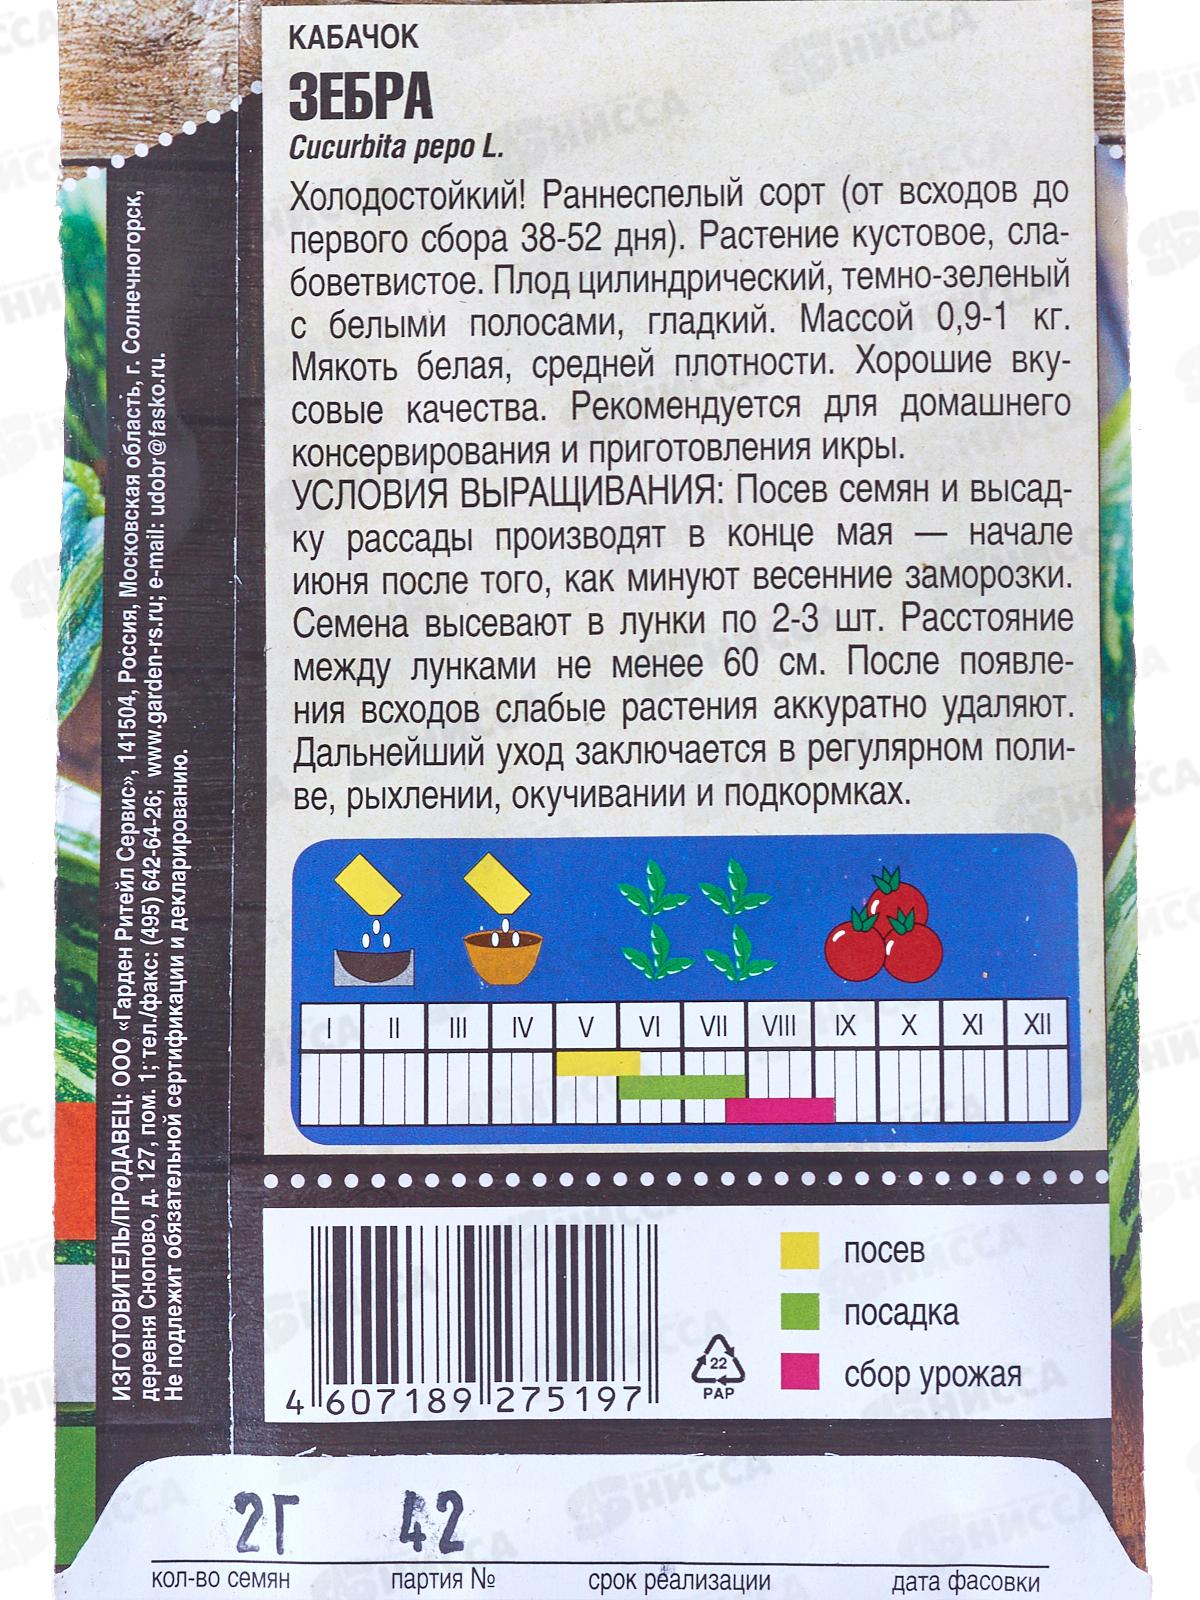 КАБАЧОК
ЗЕБРА
Cucurbita pepo L.
Холодостойкий! Раннеспелый сорт (от всходов до
первого сбора 38-52 дня). Растение кустовое, сла-
боветвистое. Плод цилиндрический, темно-зеленый
с белыми полосами, гладкий. Массой 0,9-1 кг.
Мякоть белая, средней плотности. Хорошие вку-
совые качества. Рекомендуется для домашнего
консервирования и приготовления икры.
УСЛОВИЯ ВЫРАЩИВАНИЯ: Посев семян и высад-
ку рассады производят в конце мая — начале
июня после того, как минуют весенние заморозки.
Семена высевают в лунки по 2-3 шт. Расстояние
между лунками не менее 60 см. После появле-
ния всходов слабые растения аккуратно удаляют.
Дальнейший уход заключается в регулярном поли-
ве, рыхлении, окучивании и подкормках.
I II III IV V VI VII VIII IX X XI XII
посев
посадка
сбор урожая
22
PAP
4 607189 275197
ИЗГОТОВИТЕЛЬ/ПРОДАВЕЦ: ООО «Гарден Ритейл Сервис», 141504, Россия, Московская область, г. Солнечногорск,
деревня Снопово, д. 127, пом. 1; тел./факс: (495) 642-64-26; www.garden-rs.ru; e-mail: udobr@fasko.ru.
Не подлежит обязательной сертификации и декларированию.
2Г 42
кол-во семян партия № срок реализации дата фасовки
НИССА